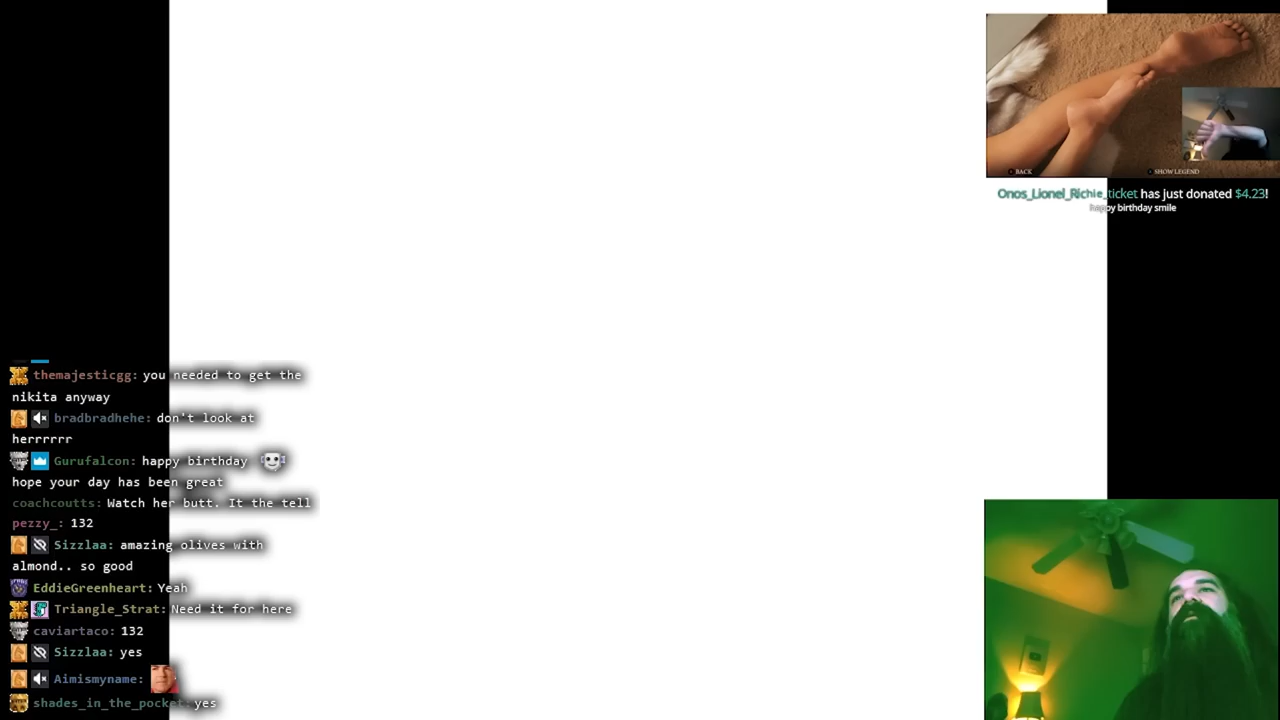 BACK
SHOW LEGEND
Onos_Lionel_Richie_ticket has just donated $4.23!
happy birthday smile
themajesticgg: you needed to get the
nikita anyway
bradbradhehe: don't look at
herrrrrr
Gurufalcon: happy birthday
hope your day has been great
coachcoutts: Watch her butt. It the tell
pezzy_: 132
Sizzlaa: amazing olives with
almond.. so good
EddieGreenheart: Yeah
Triangle_Strat: Need it for here
caviartaco: 132
Sizzlaa: yes
Aimismyname:
shades_in_the_pocket: yes